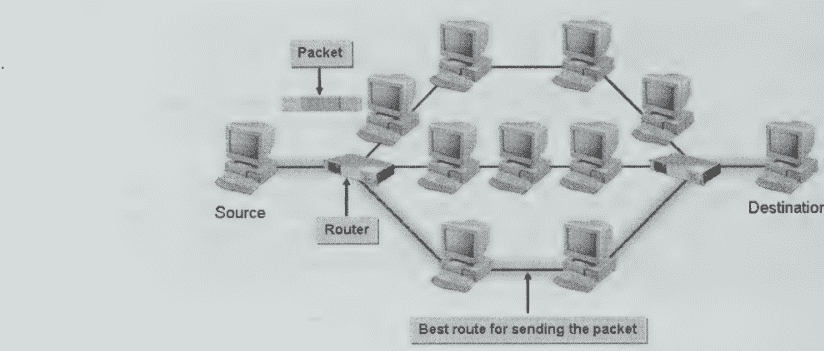 Packet
Source
Router
Destination
Best route for sending the packet